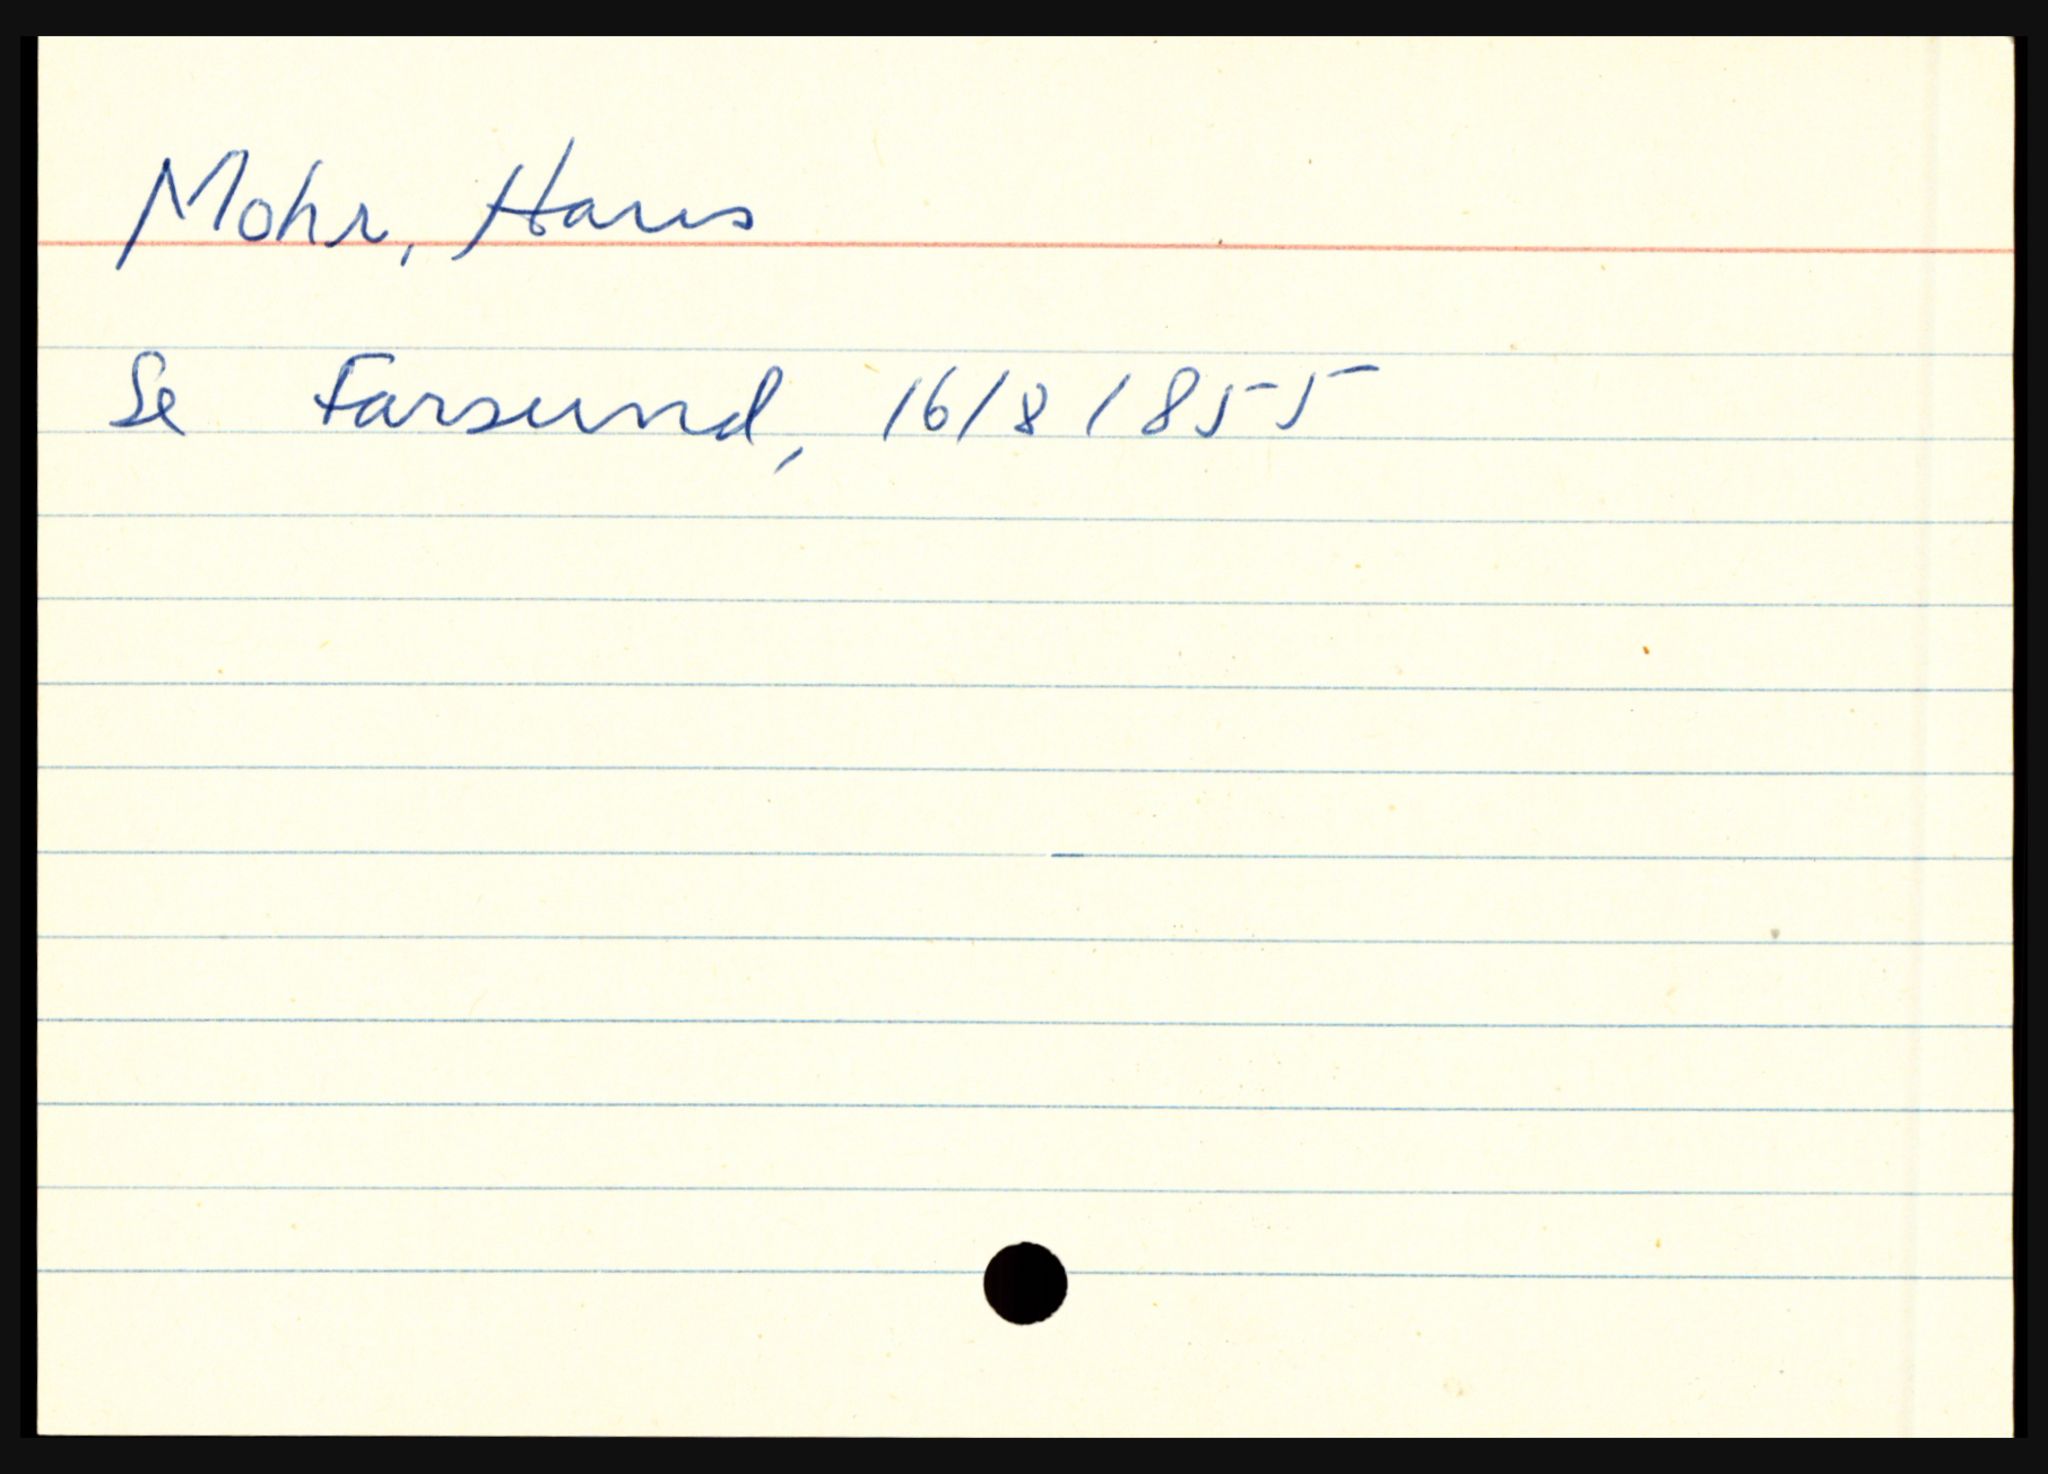 Mohr, Hans
Se Farsund, 16/8 1855